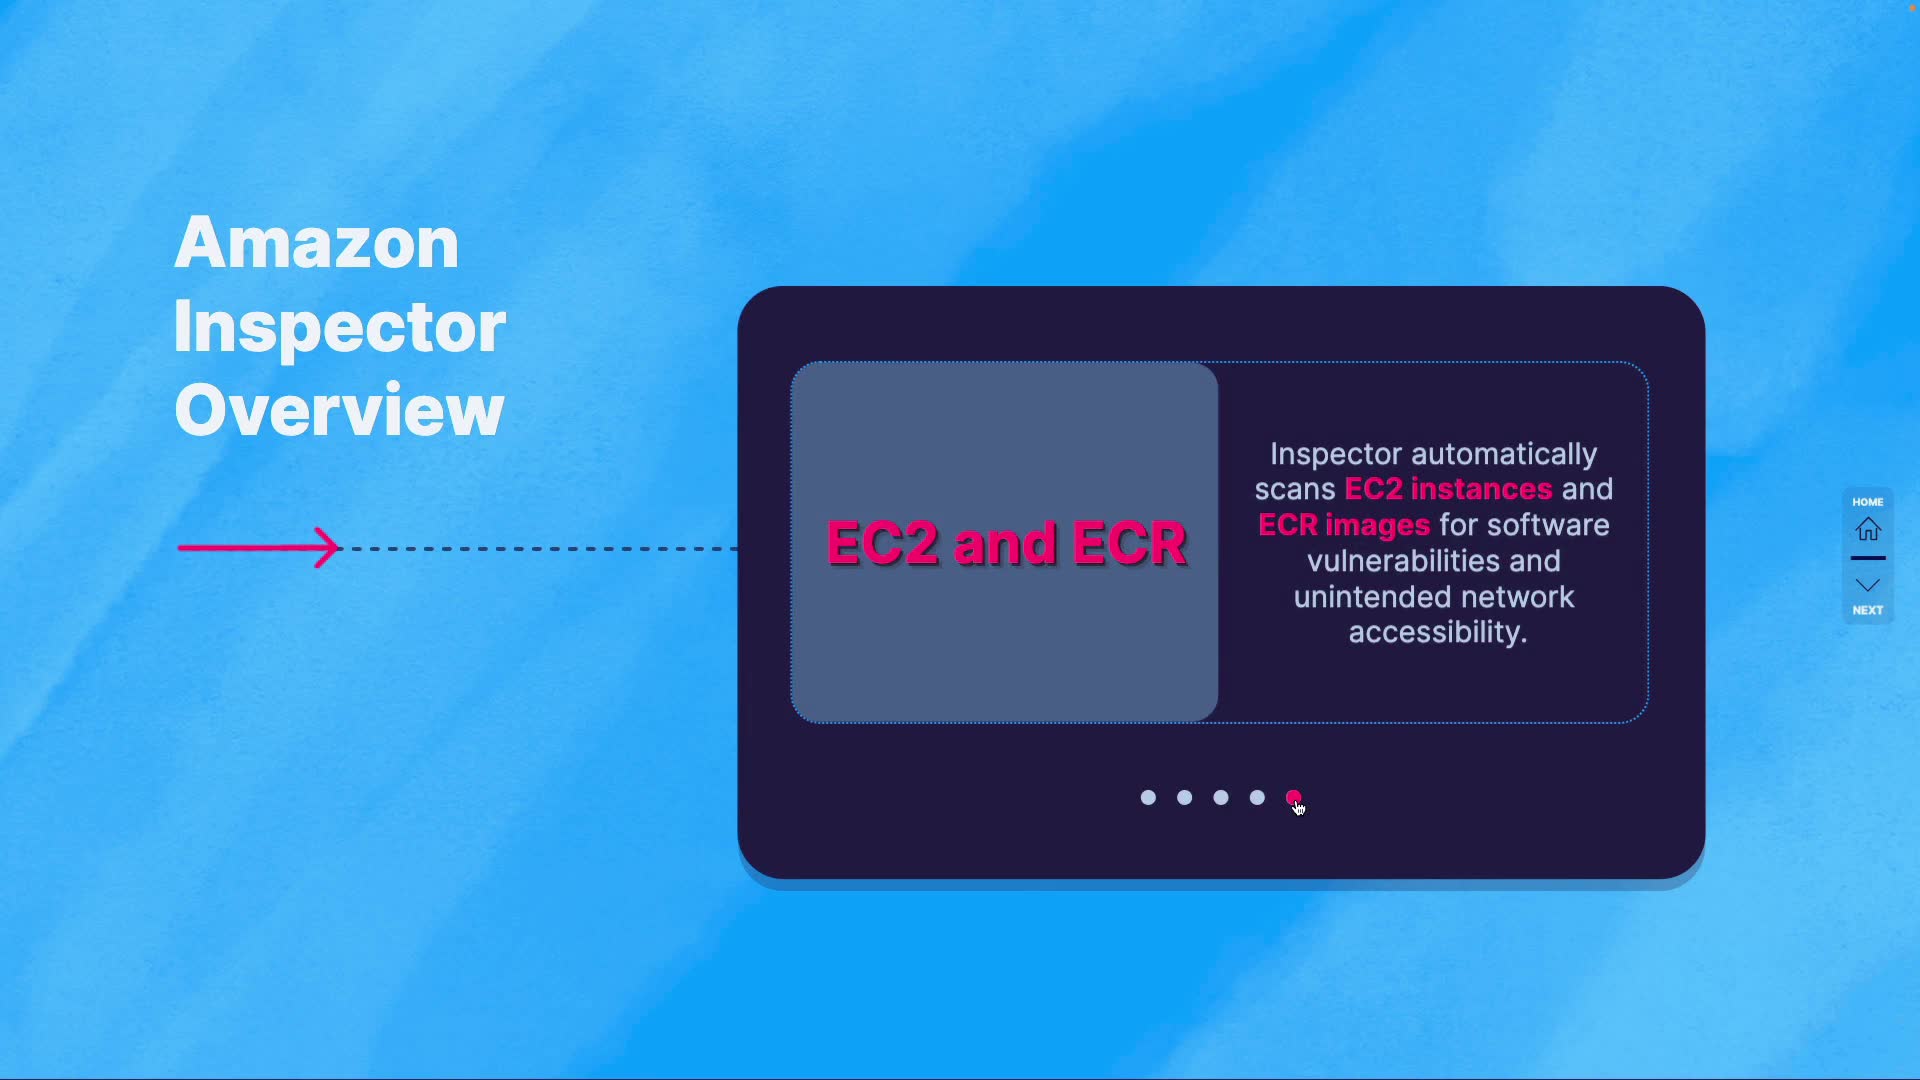 Amazon
Inspector
Overview
EC2 and ECR
Inspector automatically
scans EC2 instances and
ECR images for software
vulnerabilities and
unintended network
accessibility.
HOME
NEXT